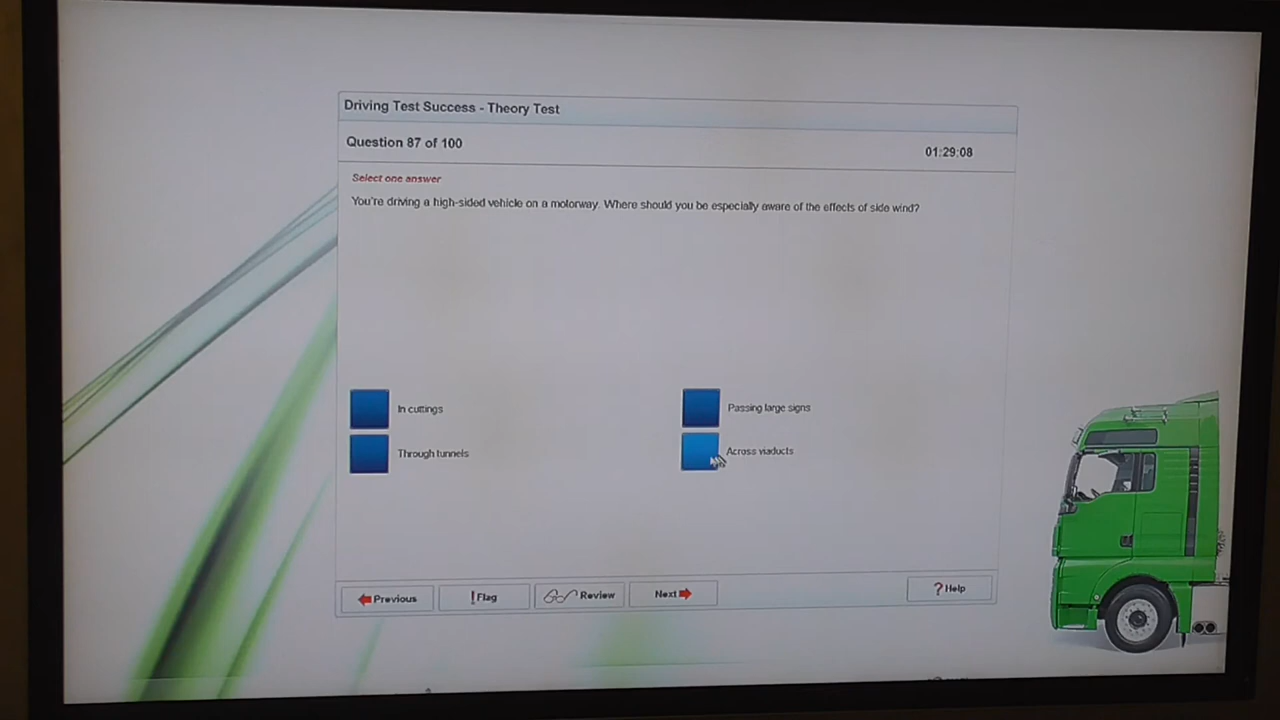 Driving Test Success - Theory Test
Question 87 of 100
01:29:08
Select one answer
You're driving a high-sided vehicle on a motorway. Where should you be especially aware of the effects of side wind?
In cuttings
Passing large signs
Through tunnels
Across viaducts
Previous
!Flag
Review
Next
?Help